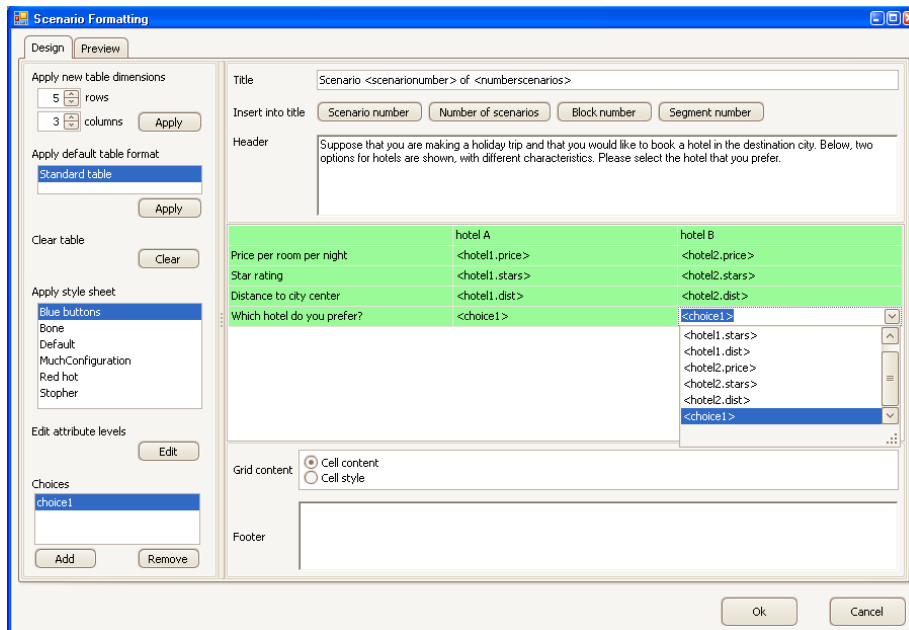 Scenario Formatting
Design Preview
Apply new table dimensions
5 rows
3 columns Apply
Apply default table format
Standard table
Apply
Clear table
Clear
Apply style sheet
Blue buttons
Bone
Default
MuchConfiguration
Red hot
Stopher
Edit attribute levels
Edit
Choices
choice1
Add Remove
Title Scenario <scenarionumber> of <numberscenarios>
Insert into title Scenario number Number of scenarios Block number Segment number
Header
Suppose that you are making a holiday trip and that you would like to book a hotel in the destination city. Below, two
options for hotels are shown, with different characteristics. Please select the hotel that you prefer.
hotel A hotel B
Price per room per night <hotel1.price> <hotel2.price>
Star rating <hotel1.stars> <hotel2.stars>
Distance to city center <hotel1.dist> <hotel2.dist>
Which hotel do you prefer? <choice1> <choice1>
<hotel1.stars>
<hotel1.dist>
<hotel2.price>
<hotel2.stars>
<hotel2.dist>
<choice1>
Grid content Cell content
Cell style
Footer
Ok Cancel